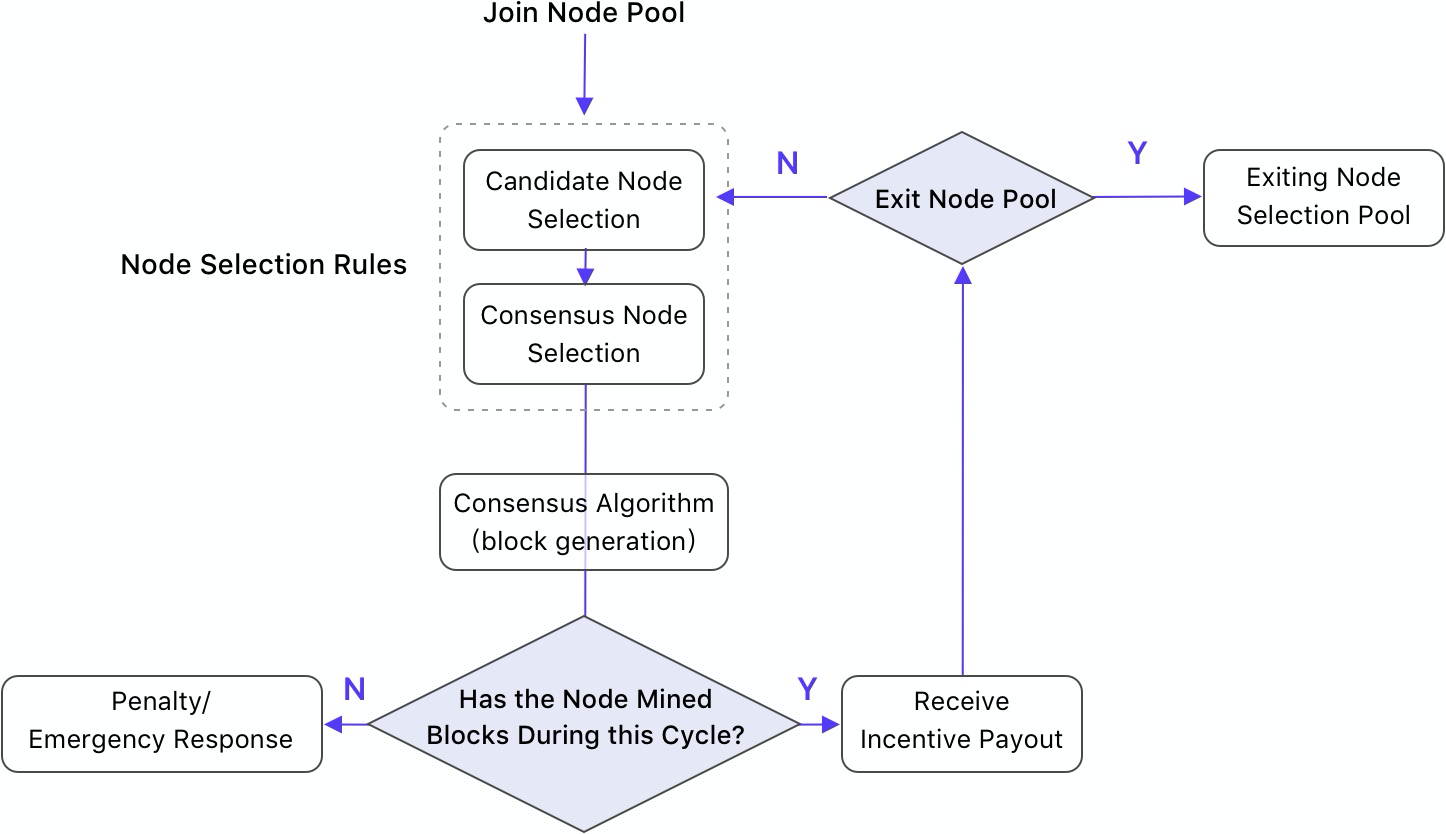 Join Node Pool
Candidate Node
Selection
N
Exit Node Pool
Y
Exiting Node
Selection Pool
Node Selection Rules
Consensus Node
Selection
Consensus Algorithm
(block generation)
Penalty/
Emergency Response
N
Has the Node Mined
Blocks During this Cycle?
Y
Receive
Incentive Payout